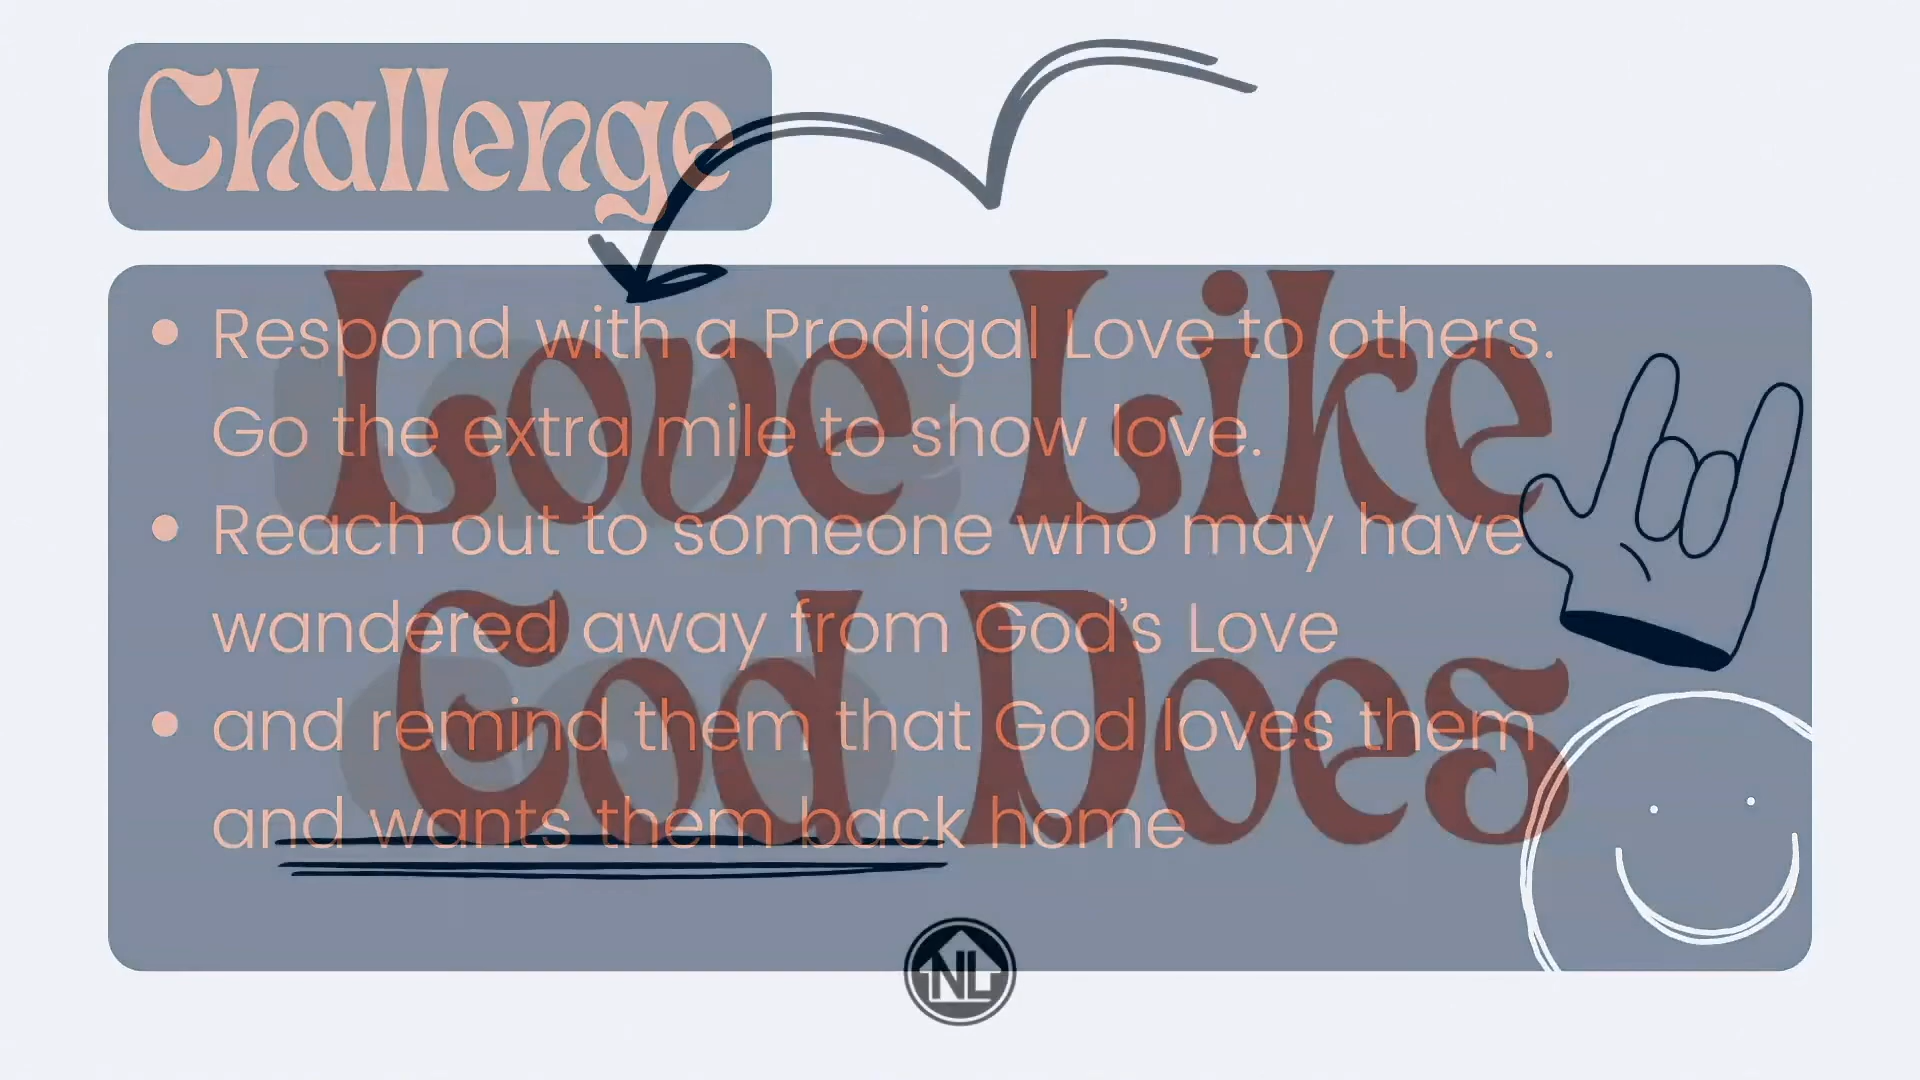 Challenge
Love Like
God Does
Respond with a Prodigal Love to others.
Go the extra mile to show love.
Reach out to someone who may have
wandered away from God's Love
and remind them that God loves them
and wants them back home
NL